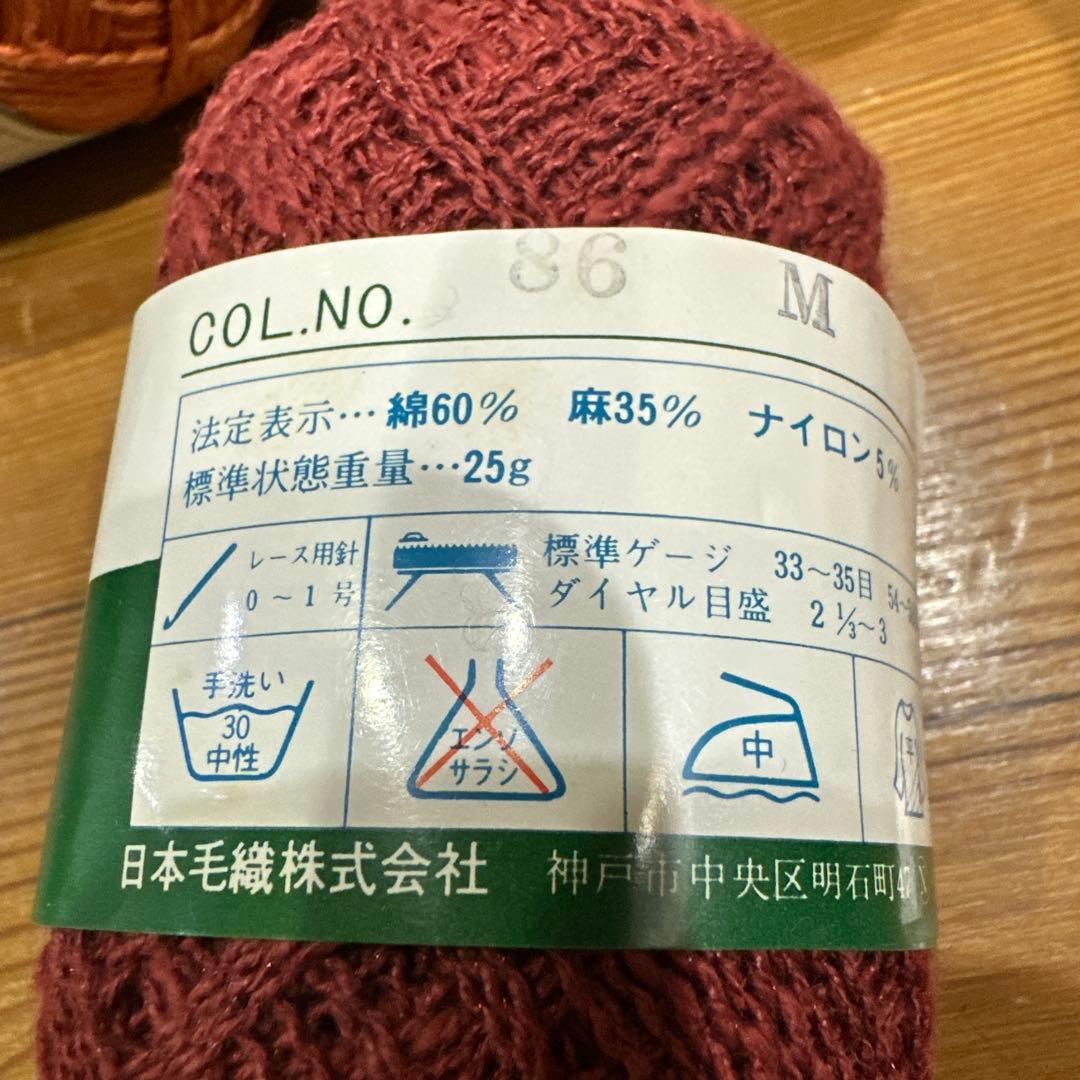 COL.NO. 86 M
法定表示…綿60% 麻35% ナイロン5%
標準状態重量…25g
レース用針
0～1号
標準ゲージ 33～35目
ダイヤル目盛 2⅓～3
手洗い
30
中性
エンソ
サラシ
中
平
日本毛織株式会社 神戸市中央区明石町47